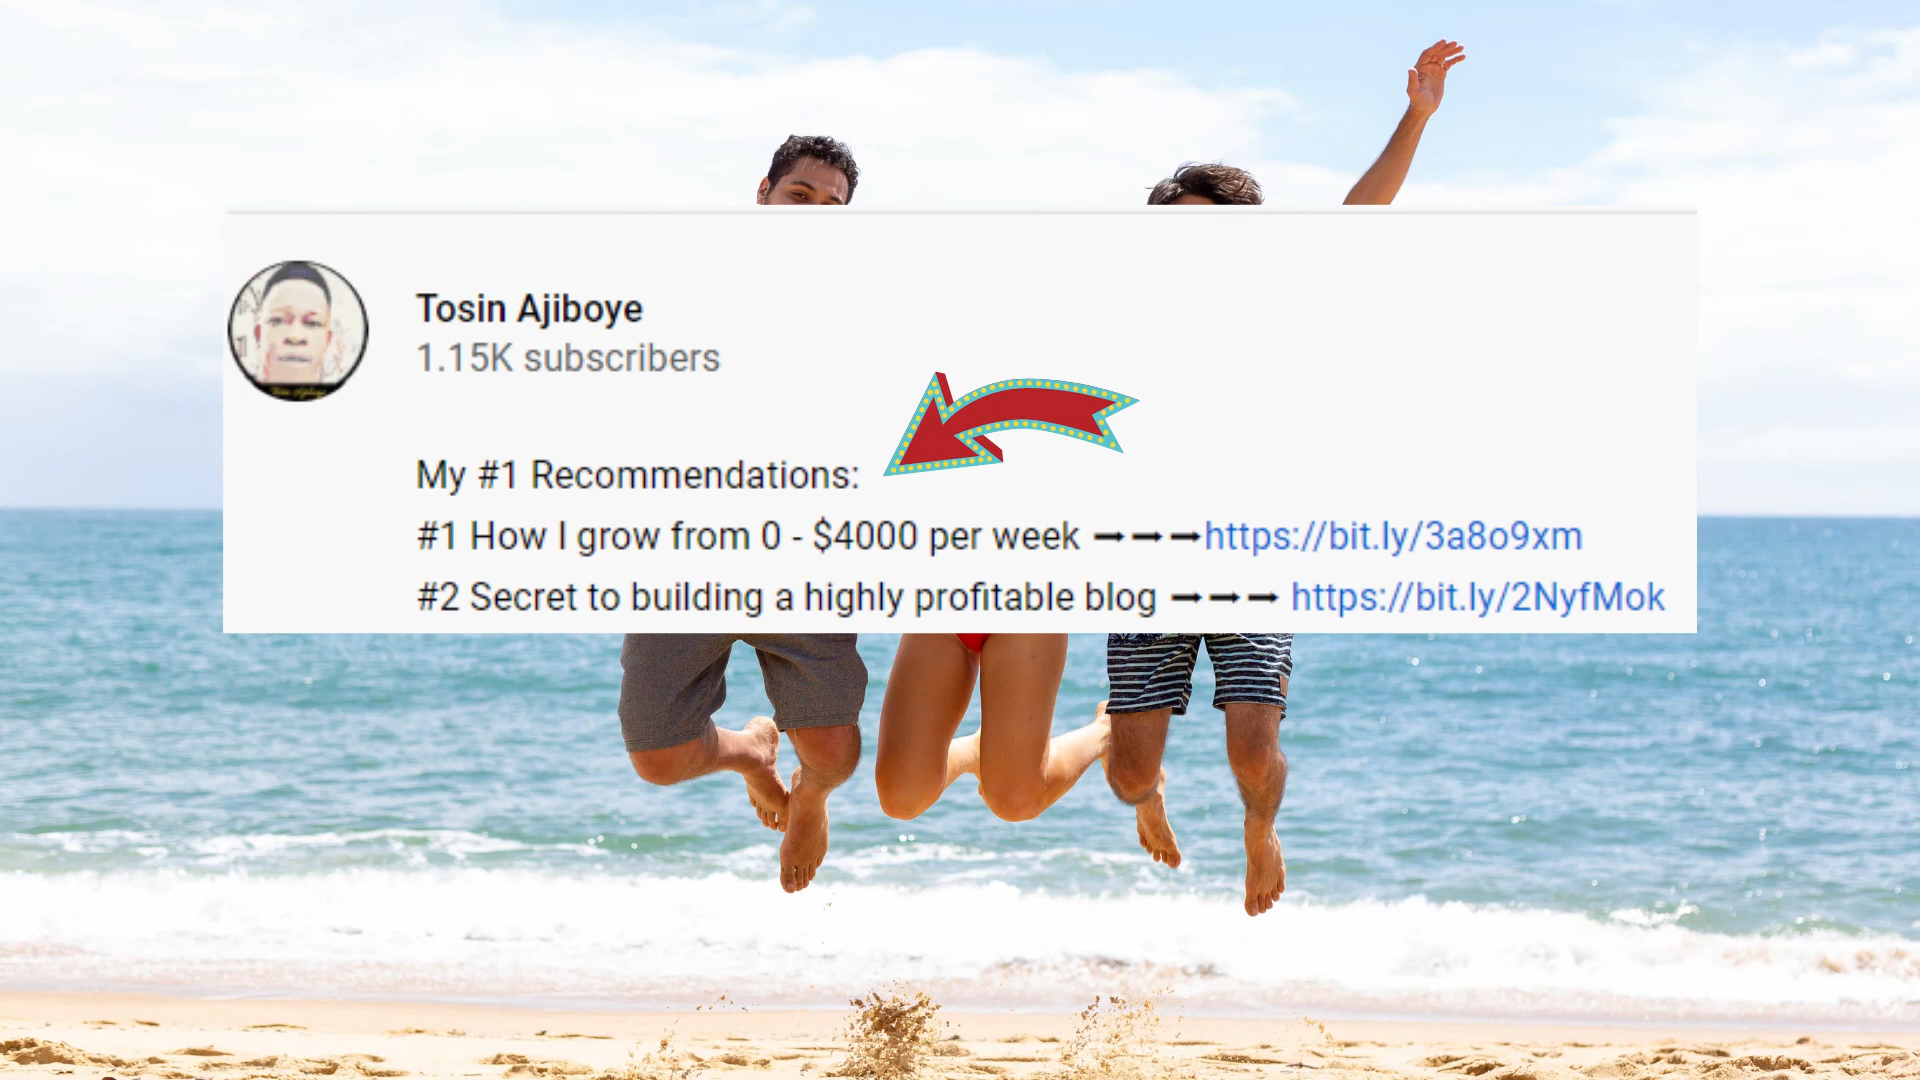 Tosin Ajiboye
1.15K subscribers
My #1 Recommendations:
#1 How I grow from 0 - $4000 per week →→→https://bit.ly/3a8o9xm
#2 Secret to building a highly profitable blog →→→ https://bit.ly/2NyfMok